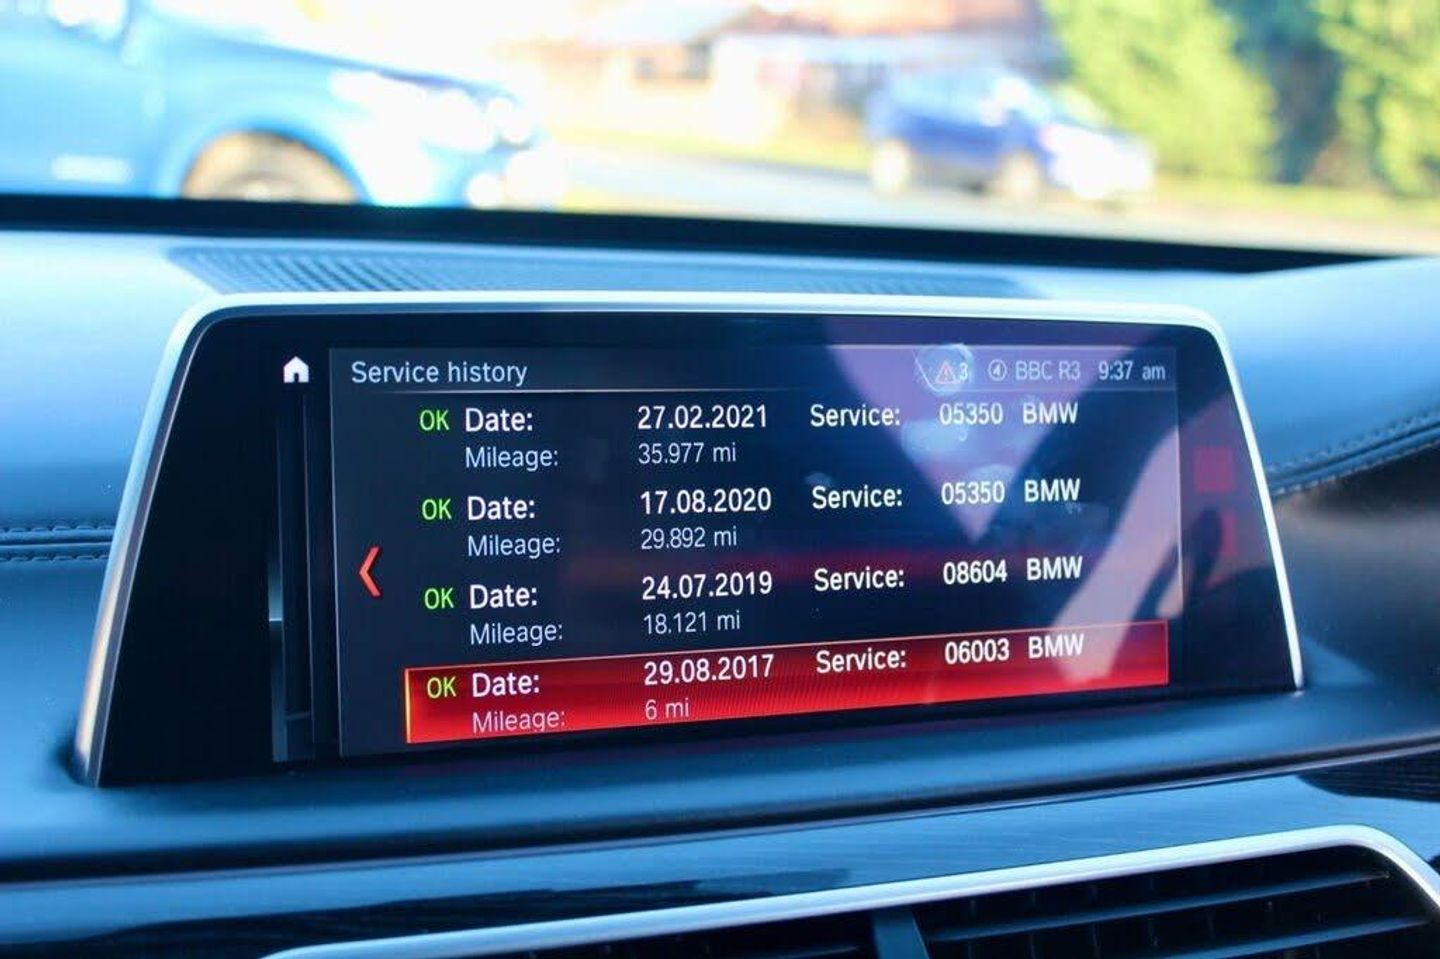 Service history 3 4 BBC R3 9:37 am
OK Date: 27.02.2021 Service: 05350 BMW
Mileage: 35.977 mi
OK Date: 17.08.2020 Service: 05350 BMW
Mileage: 29.892 mi
OK Date: 24.07.2019 Service: 08604 BMW
Mileage: 18.121 mi
OK Date: 29.08.2017 Service: 06003 BMW
Mileage: 6 mi